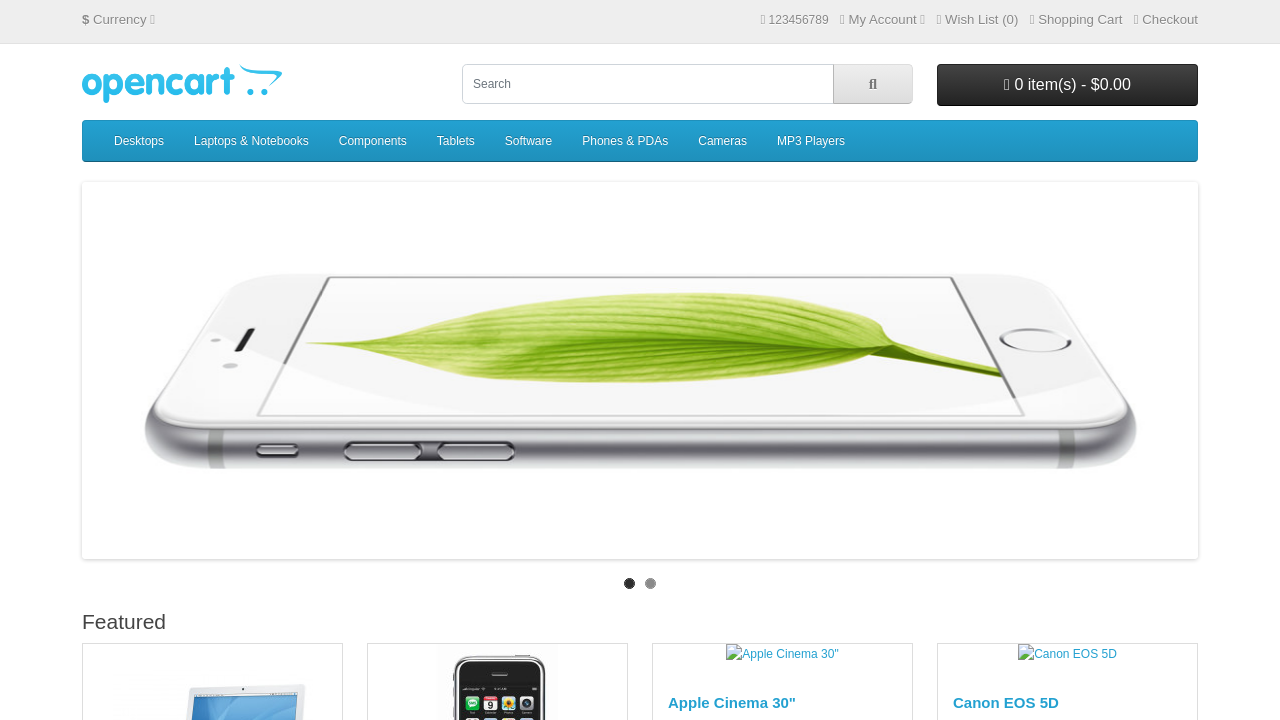 $ Currency
123456789 My Account Wish List (0) Shopping Cart Checkout
opencart
Search
0 item(s) - $0.00
Desktops Laptops & Notebooks Components Tablets Software Phones & PDAs Cameras MP3 Players
Featured
Apple Cinema 30"
Canon EOS 5D
Apple Cinema 30"
Canon EOS 5D